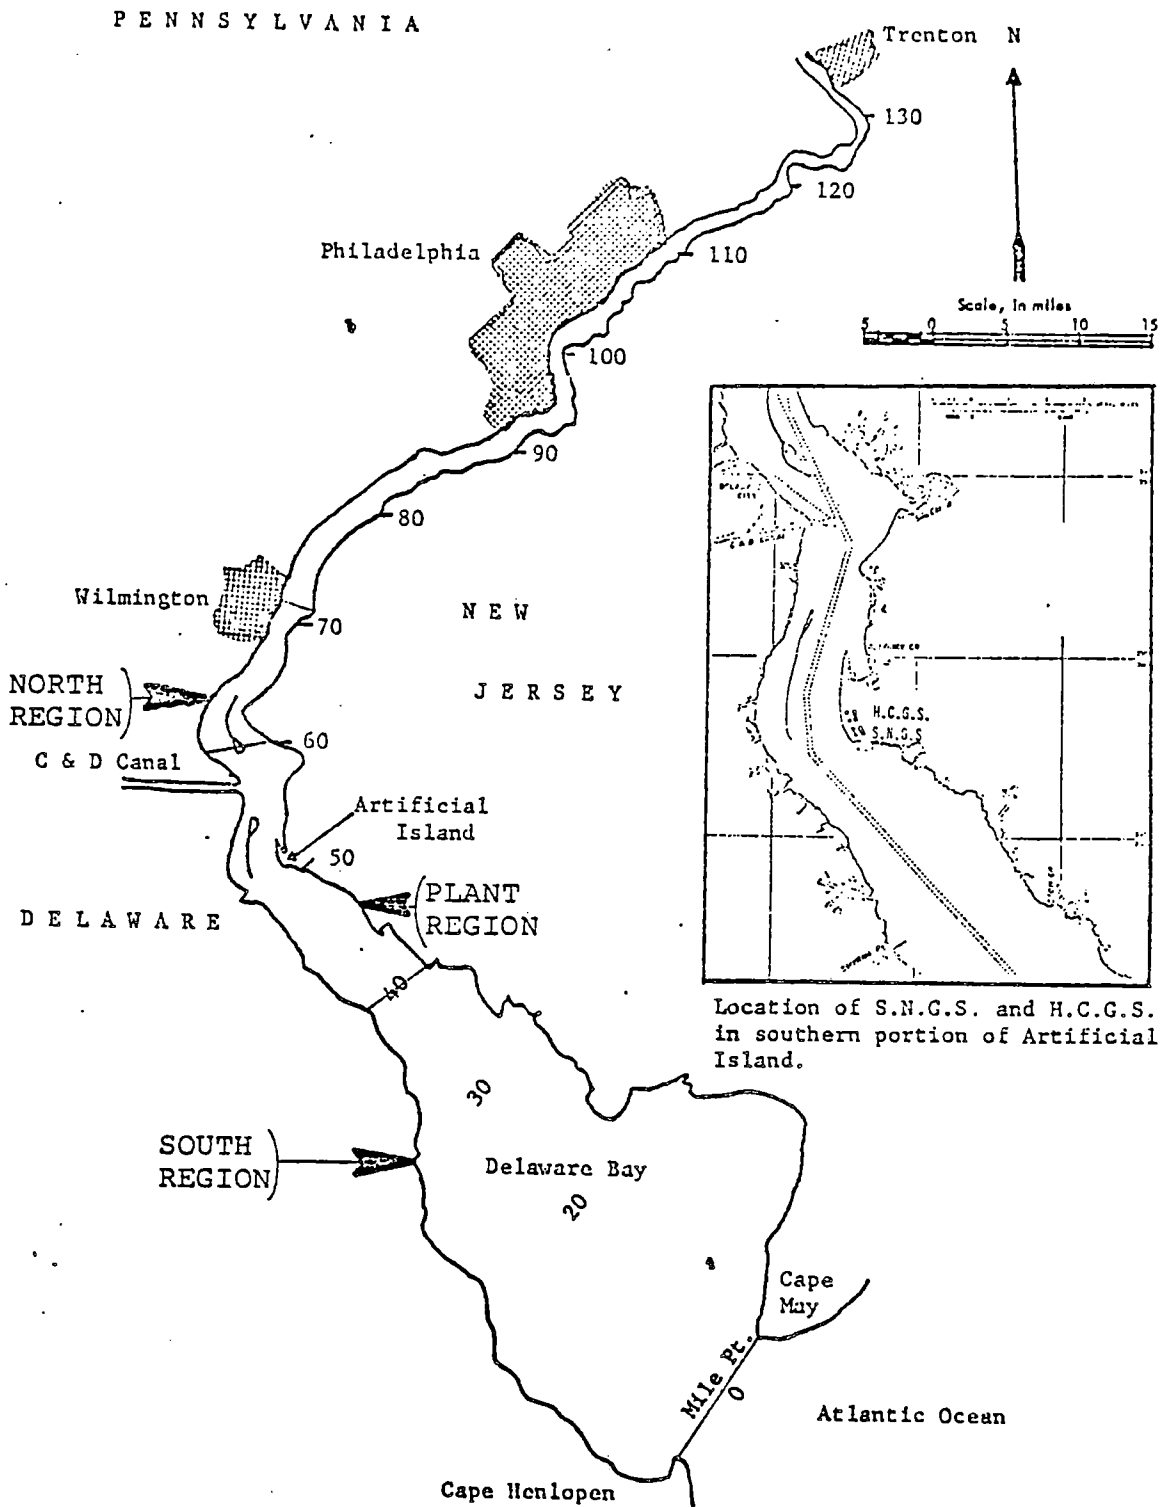 PENNSYLVANIA
Trenton
N
130
120
Philadelphia
110
Scale, in miles
5 0 5 10 15
100
90
80
Wilmington
70
NEW
JERSEY
NORTH
REGION
60
C & D Canal
Artificial
Island
50
PLANT
REGION
DELAWARE
40
H.C.G.S.
S.N.G.S
Location of S.N.G.S. and H.C.G.S.
in southern portion of Artificial
Island.
30
SOUTH
REGION
Delaware Bay
20
Cape
May
Mile Pt.
0
Atlantic Ocean
Cape Henlopen